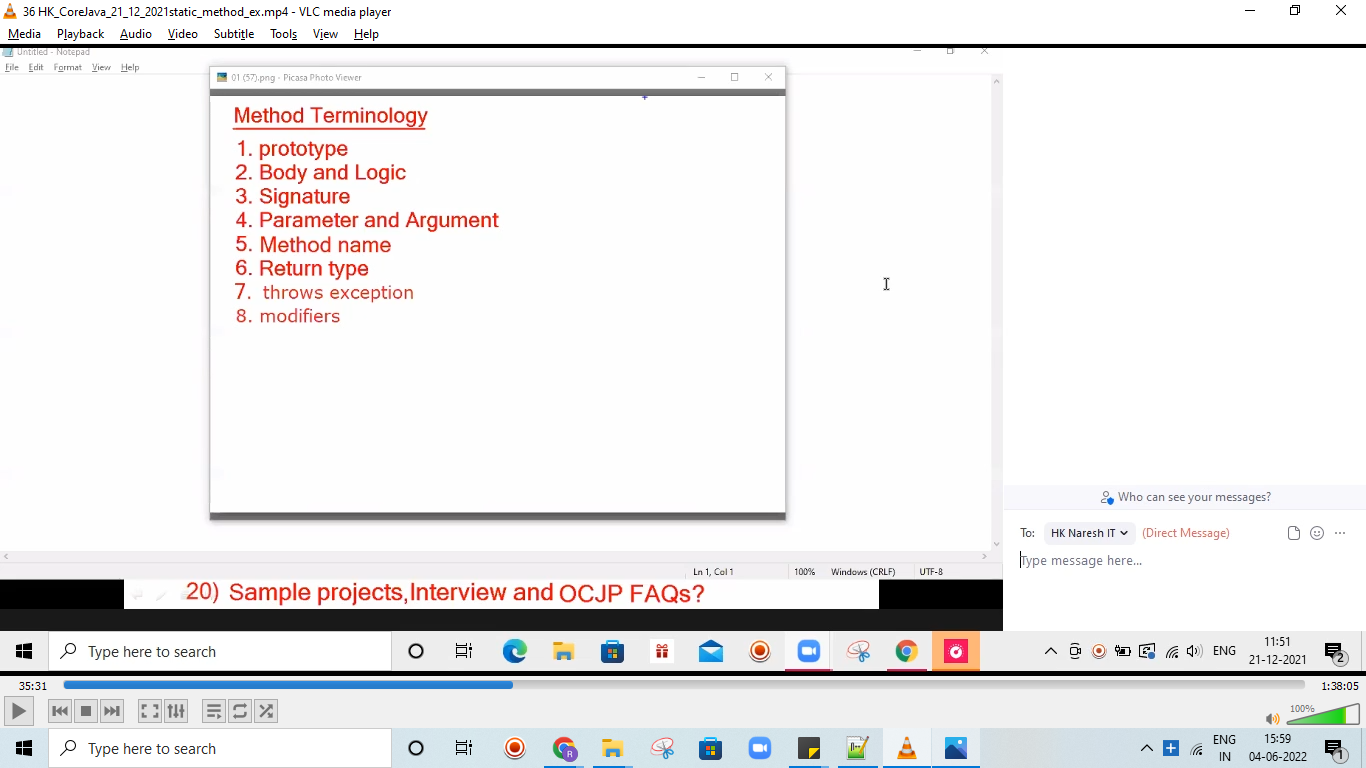 36 HK_CoreJava_21_12_2021static_method_ex.mp4 - VLC media player
Media Playback Audio Video Subtitle Tools View Help
Untitled - Notepad
File Edit Format View Help
01 (57).png - Picasa Photo Viewer
Method Terminology
1. prototype
2. Body and Logic
3. Signature
4. Parameter and Argument
5. Method name
6. Return type
7. throws exception
8. modifiers
Who can see your messages?
To: HK Naresh IT (Direct Message)
Type message here...
Ln 1, Col 1 100% Windows (CRLF) UTF-8
20) Sample projects,Interview and OCJP FAQs?
Type here to search
ENG
11:51
21-12-2021
2
35:31
1:38:05
100%
Type here to search
R
ENG
IN
15:59
04-06-2022
1